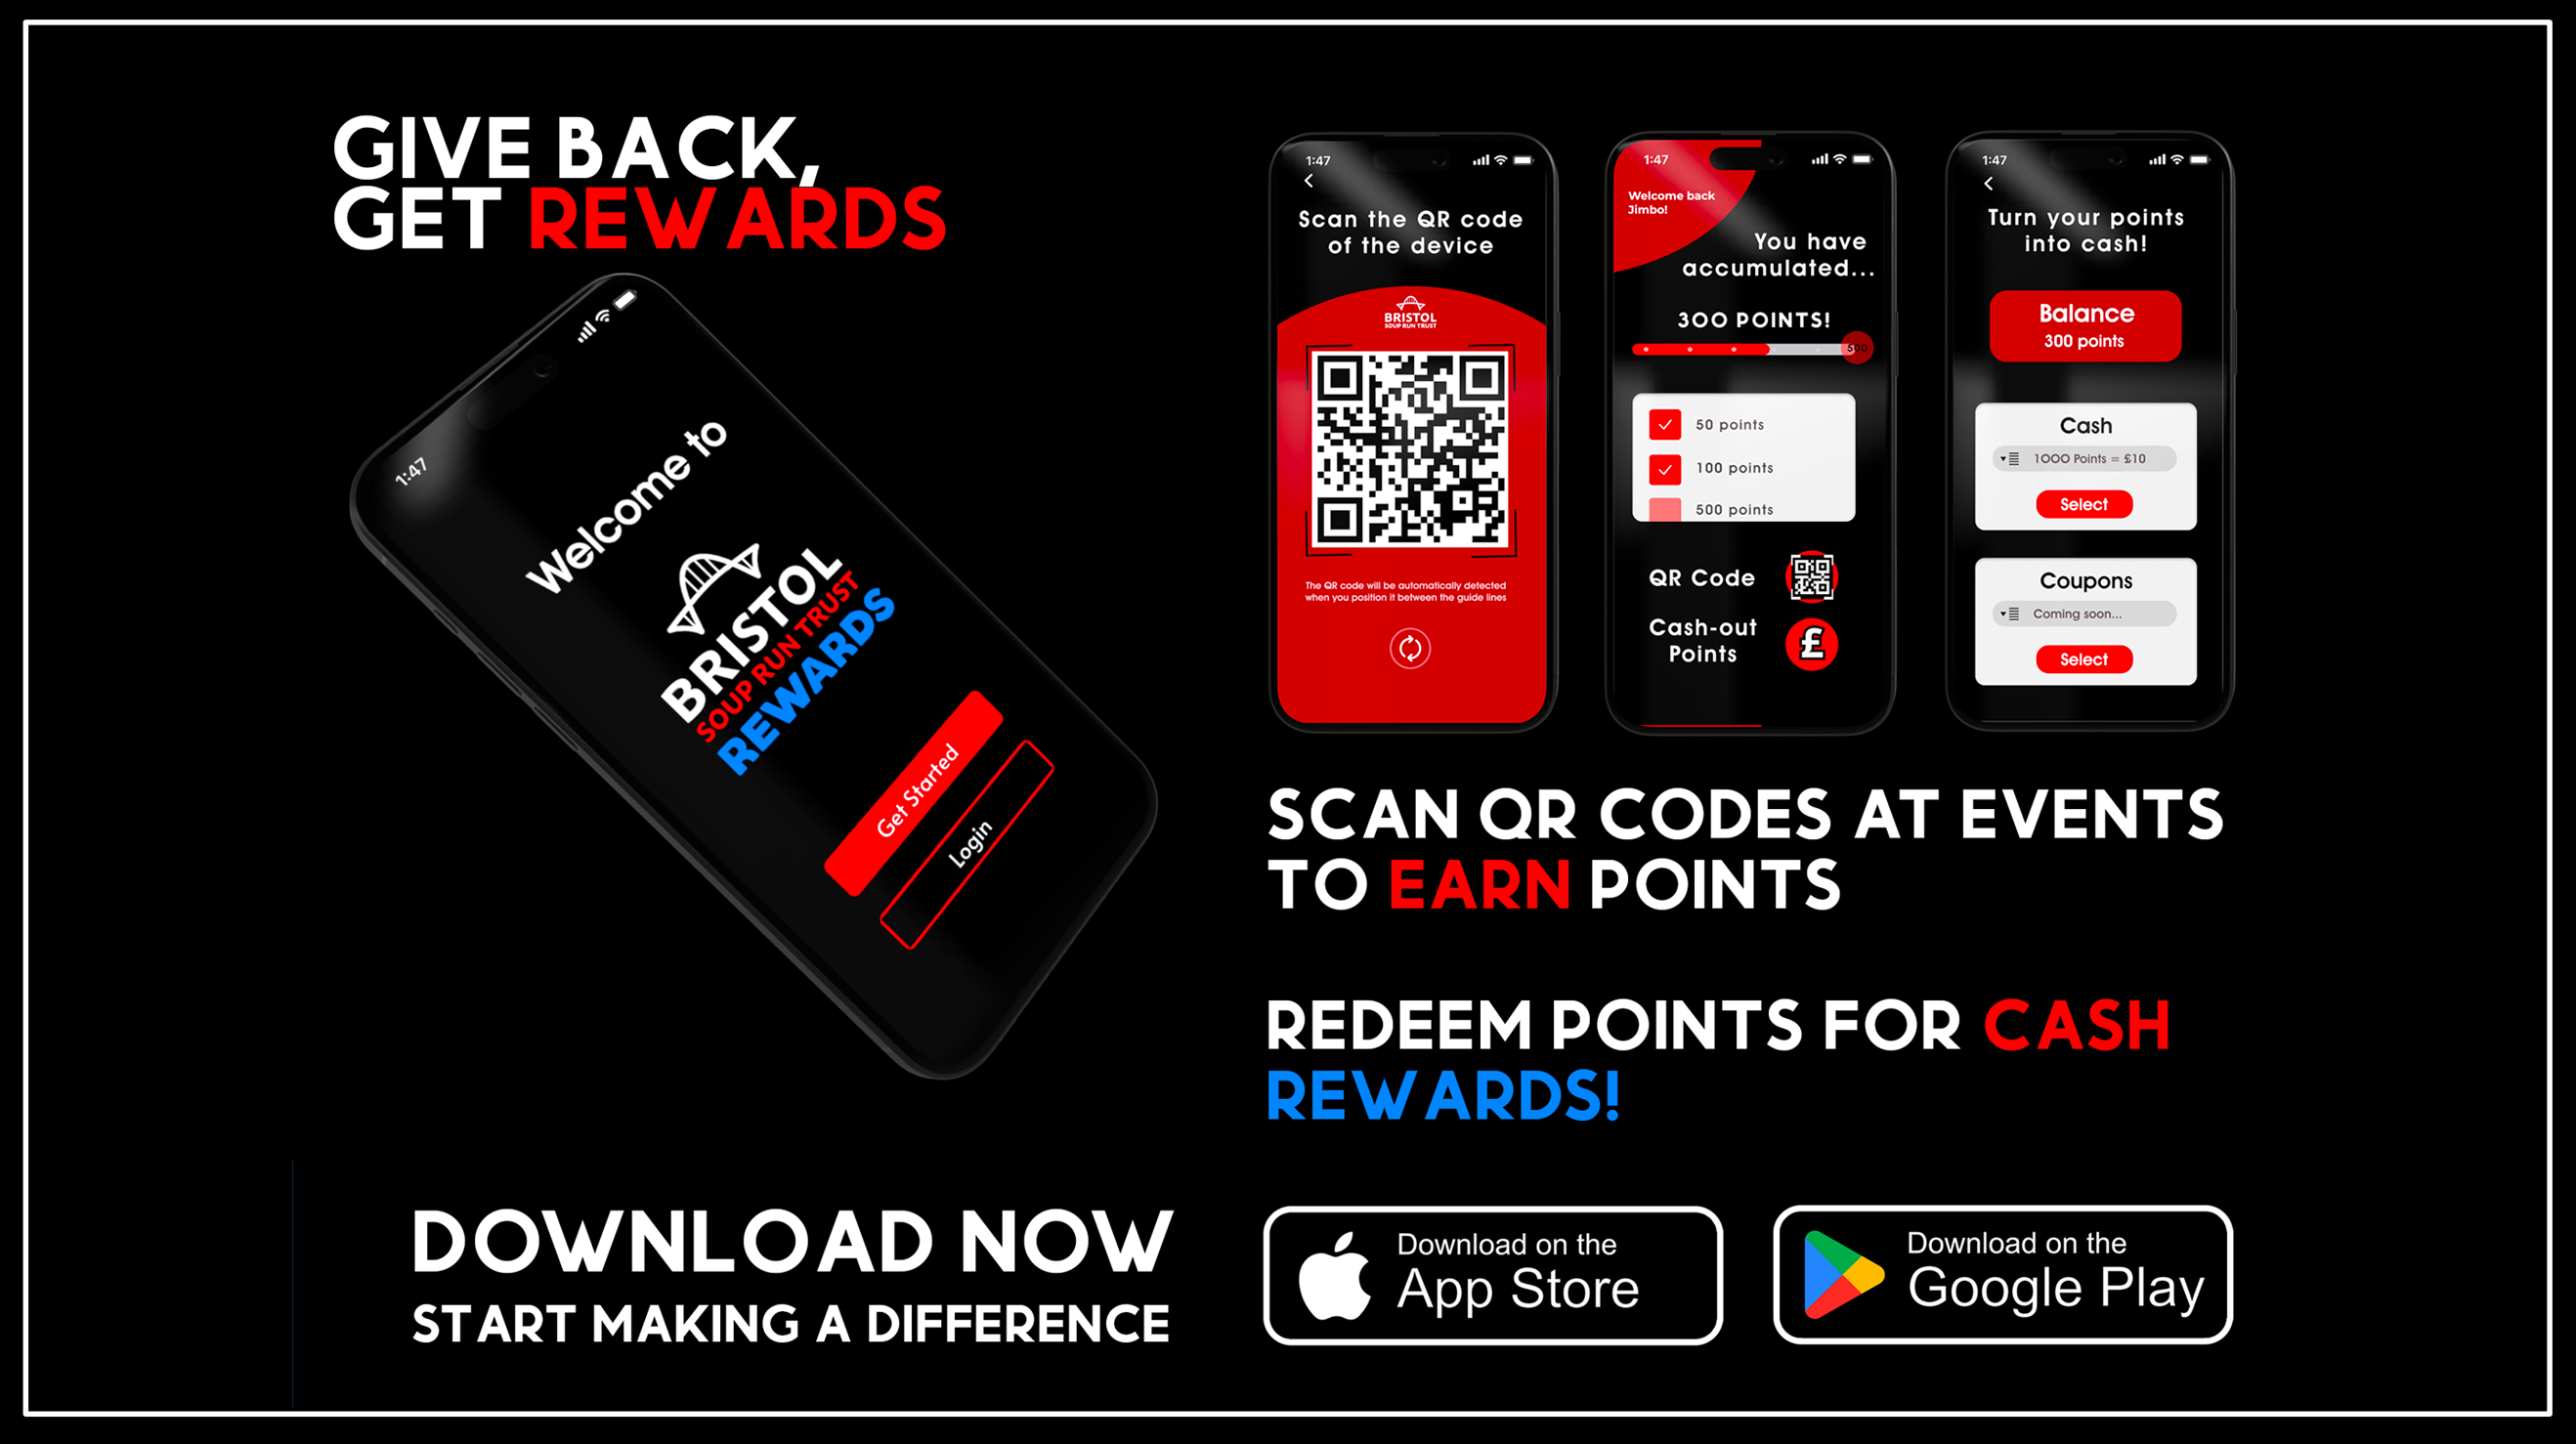 GIVE BACK,
GET REWARDS
1:47
Welcome to
BRISTOL
SOUP RUN TRUST
REWARDS
Get Started
Login
1:47
Scan the QR code
of the device
BRISTOL
SOUP RUN TRUST
The QR code will be automatically detected
when you position it between the guide lines
1:47
Welcome back
Jimbo!
You have
accumulated...
300 POINTS!
500
50 points
100 points
500 points
QR Code
Cash-out
Points
£
1:47
Turn your points
into cash!
Balance
300 points
Cash
1000 Points = £10
Select
Coupons
Coming soon...
Select
SCAN QR CODES AT EVENTS
TO EARN POINTS
REDEEM POINTS FOR CASH
REWARDS!
DOWNLOAD NOW
START MAKING A DIFFERENCE
Download on the
App Store
Download on the
Google Play